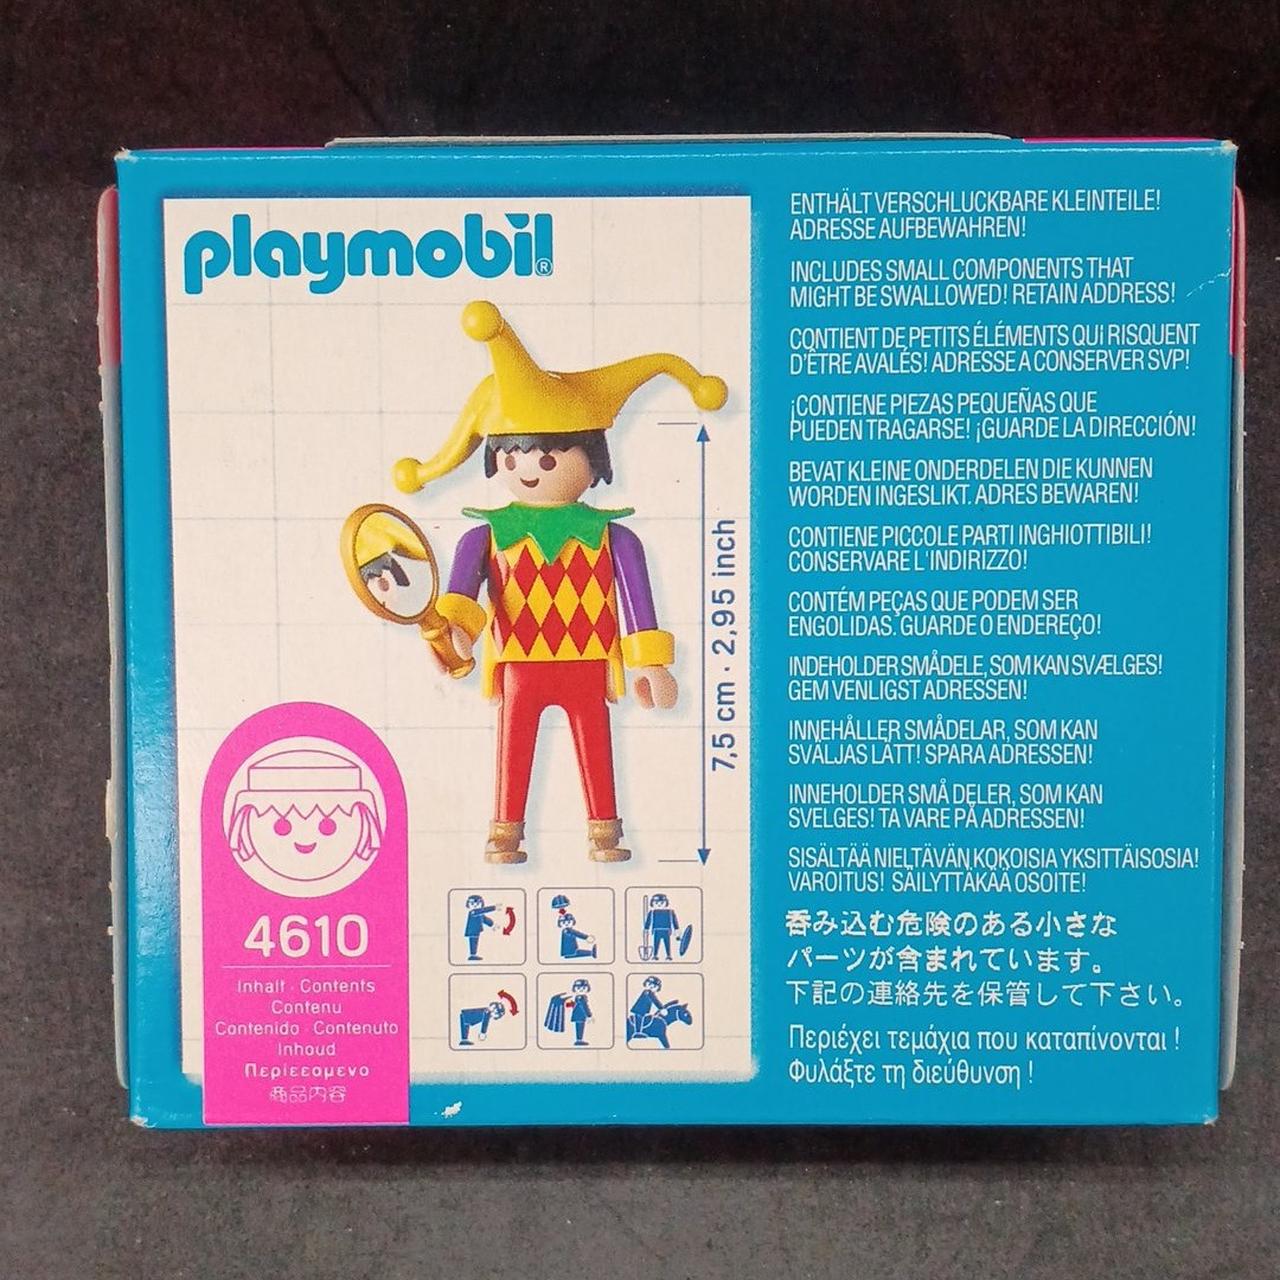 playmobil®
7,5 cm · 2,95 inch
4610
Inhalt · Contents
Contenu
Contenido · Contenuto
Inhoud
Περιεεομενο
商品内容
ENTHÄLT VERSCHLUCKBARE KLEINTEILE!
ADRESSE AUFBEWAHREN!
INCLUDES SMALL COMPONENTS THAT
MIGHT BE SWALLOWED! RETAIN ADDRESS!
CONTIENT DE PETITS ÉLÉMENTS QUi RISQUENT
D'ÊTRE AVALÉS! ADRESSE A CONSERVER SVP!
¡CONTIENE PIEZAS PEQUEÑAS QUE
PUEDEN TRAGARSE! ¡GUARDE LA DIRECCIÓN!
BEVAT KLEINE ONDERDELEN DIE KUNNEN
WORDEN INGESLIKT. ADRES BEWAREN!
CONTIENE PICCOLE PARTI INGHIOTTIBILI!
CONSERVARE L'INDIRIZZO!
CONTÉM PEÇAS QUE PODEM SER
ENGOLIDAS. GUARDE O ENDEREÇO!
INDEHOLDER SMÅDELE, SOM KAN SVÆLGES!
GEM VENLIGST ADRESSEN!
INNEHÅLLER SMÅDELAR, SOM KAN
SVÄLJAS LÄTT! SPARA ADRESSEN!
INNEHOLDER SMÅ DELER, SOM KAN
SVELGES! TA VARE PÅ ADRESSEN!
SISÄLTÄÄ NIELTÄVÄN KOKOISIA YKSITTÄISOSIA!
VAROITUS! SÄILYTTÄKÄÄ OSOITE!
呑み込む危険のある小さな
パーツが含まれています。
下記の連絡先を保管して下さい。
Περιέχει τεμάχια που καταπίνονται !
Φυλάξτε τη διεύθυνση !